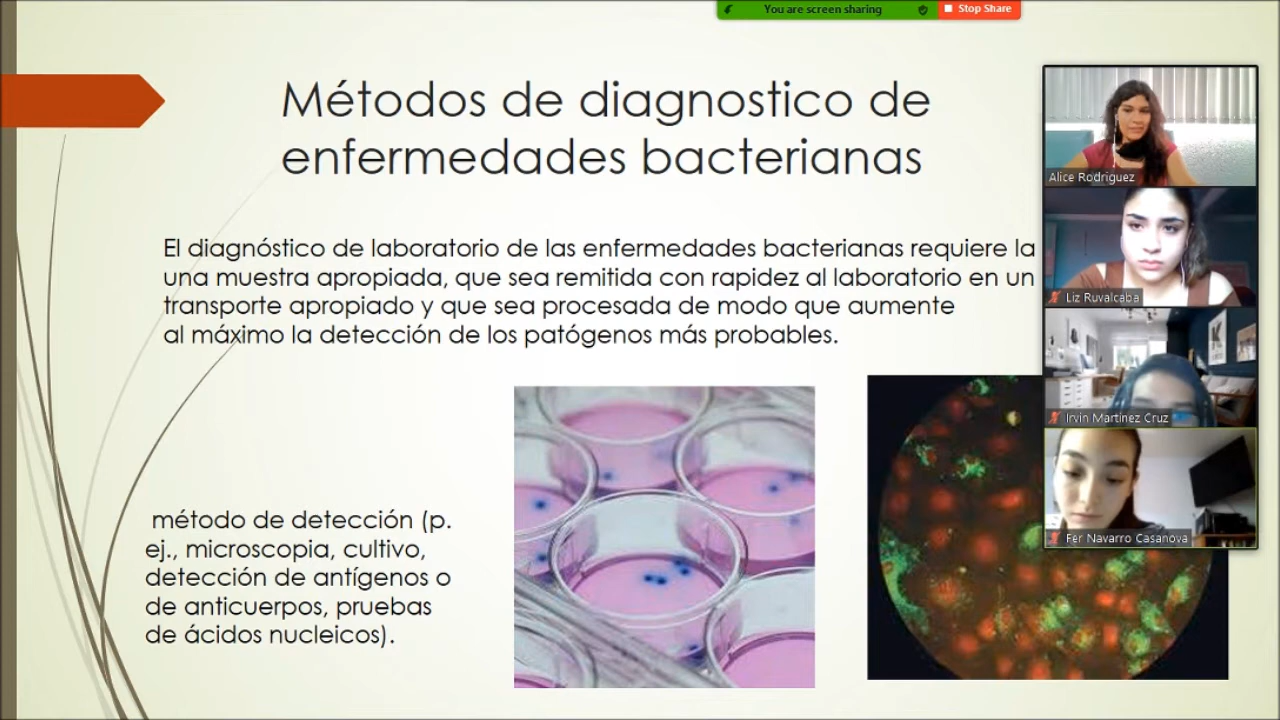 You are screen sharing
Stop Share
Métodos de diagnostico de
enfermedades bacterianas
El diagnóstico de laboratorio de las enfermedades bacterianas requiere la
una muestra apropiada, que sea remitida con rapidez al laboratorio en un
transporte apropiado y que sea procesada de modo que aumente
al máximo la detección de los patógenos más probables.
método de detección (p.
ej., microscopia, cultivo,
detección de antígenos o
de anticuerpos, pruebas
de ácidos nucleicos).
Alice Rodriguez
Liz Ruvalcaba
Irvin Martínez Cruz
Fer Navarro Casanova